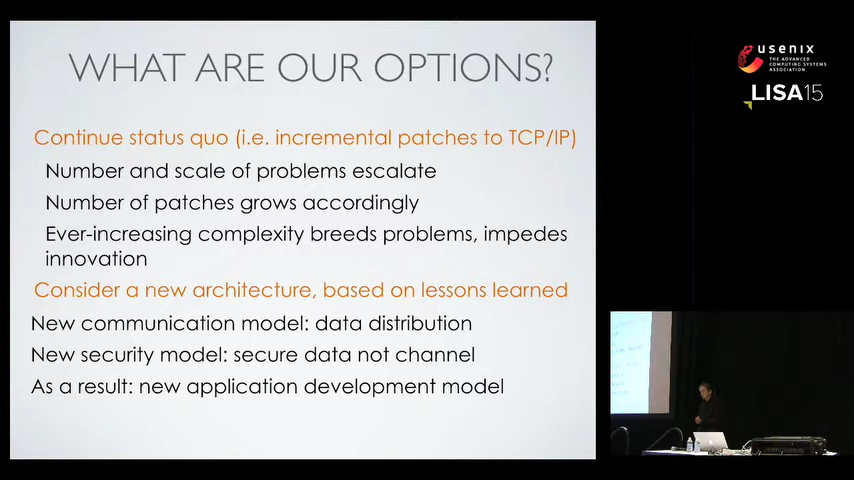 WHAT ARE OUR OPTIONS?
Continue status quo (i.e. incremental patches to TCP/IP)
Number and scale of problems escalate
Number of patches grows accordingly
Ever-increasing complexity breeds problems, impedes
innovation
Consider a new architecture, based on lessons learned
New communication model: data distribution
New security model: secure data not channel
As a result: new application development model
usenix
THE ADVANCED
COMPUTING SYSTEMS
ASSOCIATION
LISA15